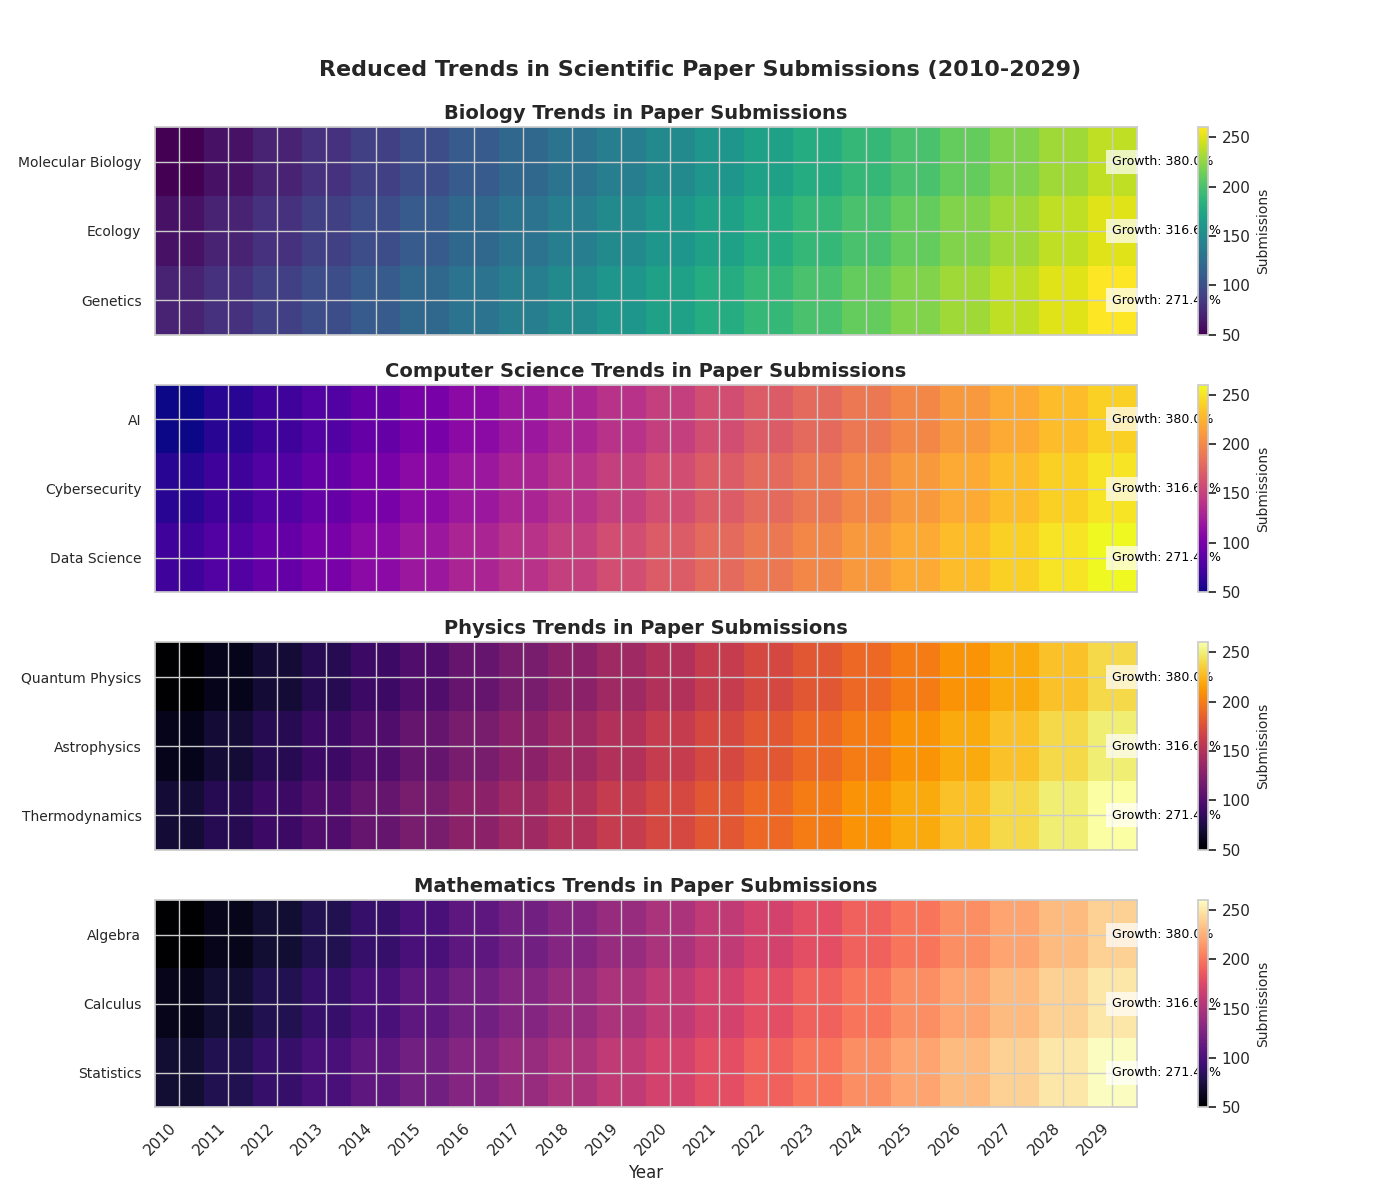 Reduced Trends in Scientific Paper Submissions (2010-2029)
Biology Trends in Paper Submissions
Molecular Biology
Ecology
Genetics
Growth: 380.0%
Growth: 316.6 %
Growth: 271.4 %
250
200
150
100
50
Submissions
Computer Science Trends in Paper Submissions
AI
Cybersecurity
Data Science
Growth: 380.0%
Growth: 316.6 %
Growth: 271.4 %
250
200
150
100
50
Submissions
Physics Trends in Paper Submissions
Quantum Physics
Astrophysics
Thermodynamics
Growth: 380.0%
Growth: 316.6 %
Growth: 271.4 %
250
200
150
100
50
Submissions
Mathematics Trends in Paper Submissions
Algebra
Calculus
Statistics
Growth: 380.0%
Growth: 316.6 %
Growth: 271.4 %
250
200
150
100
50
Submissions
2010 2011 2012 2013 2014 2015 2016 2017 2018 2019 2020 2021 2022 2023 2024 2025 2026 2027 2028 2029
Year